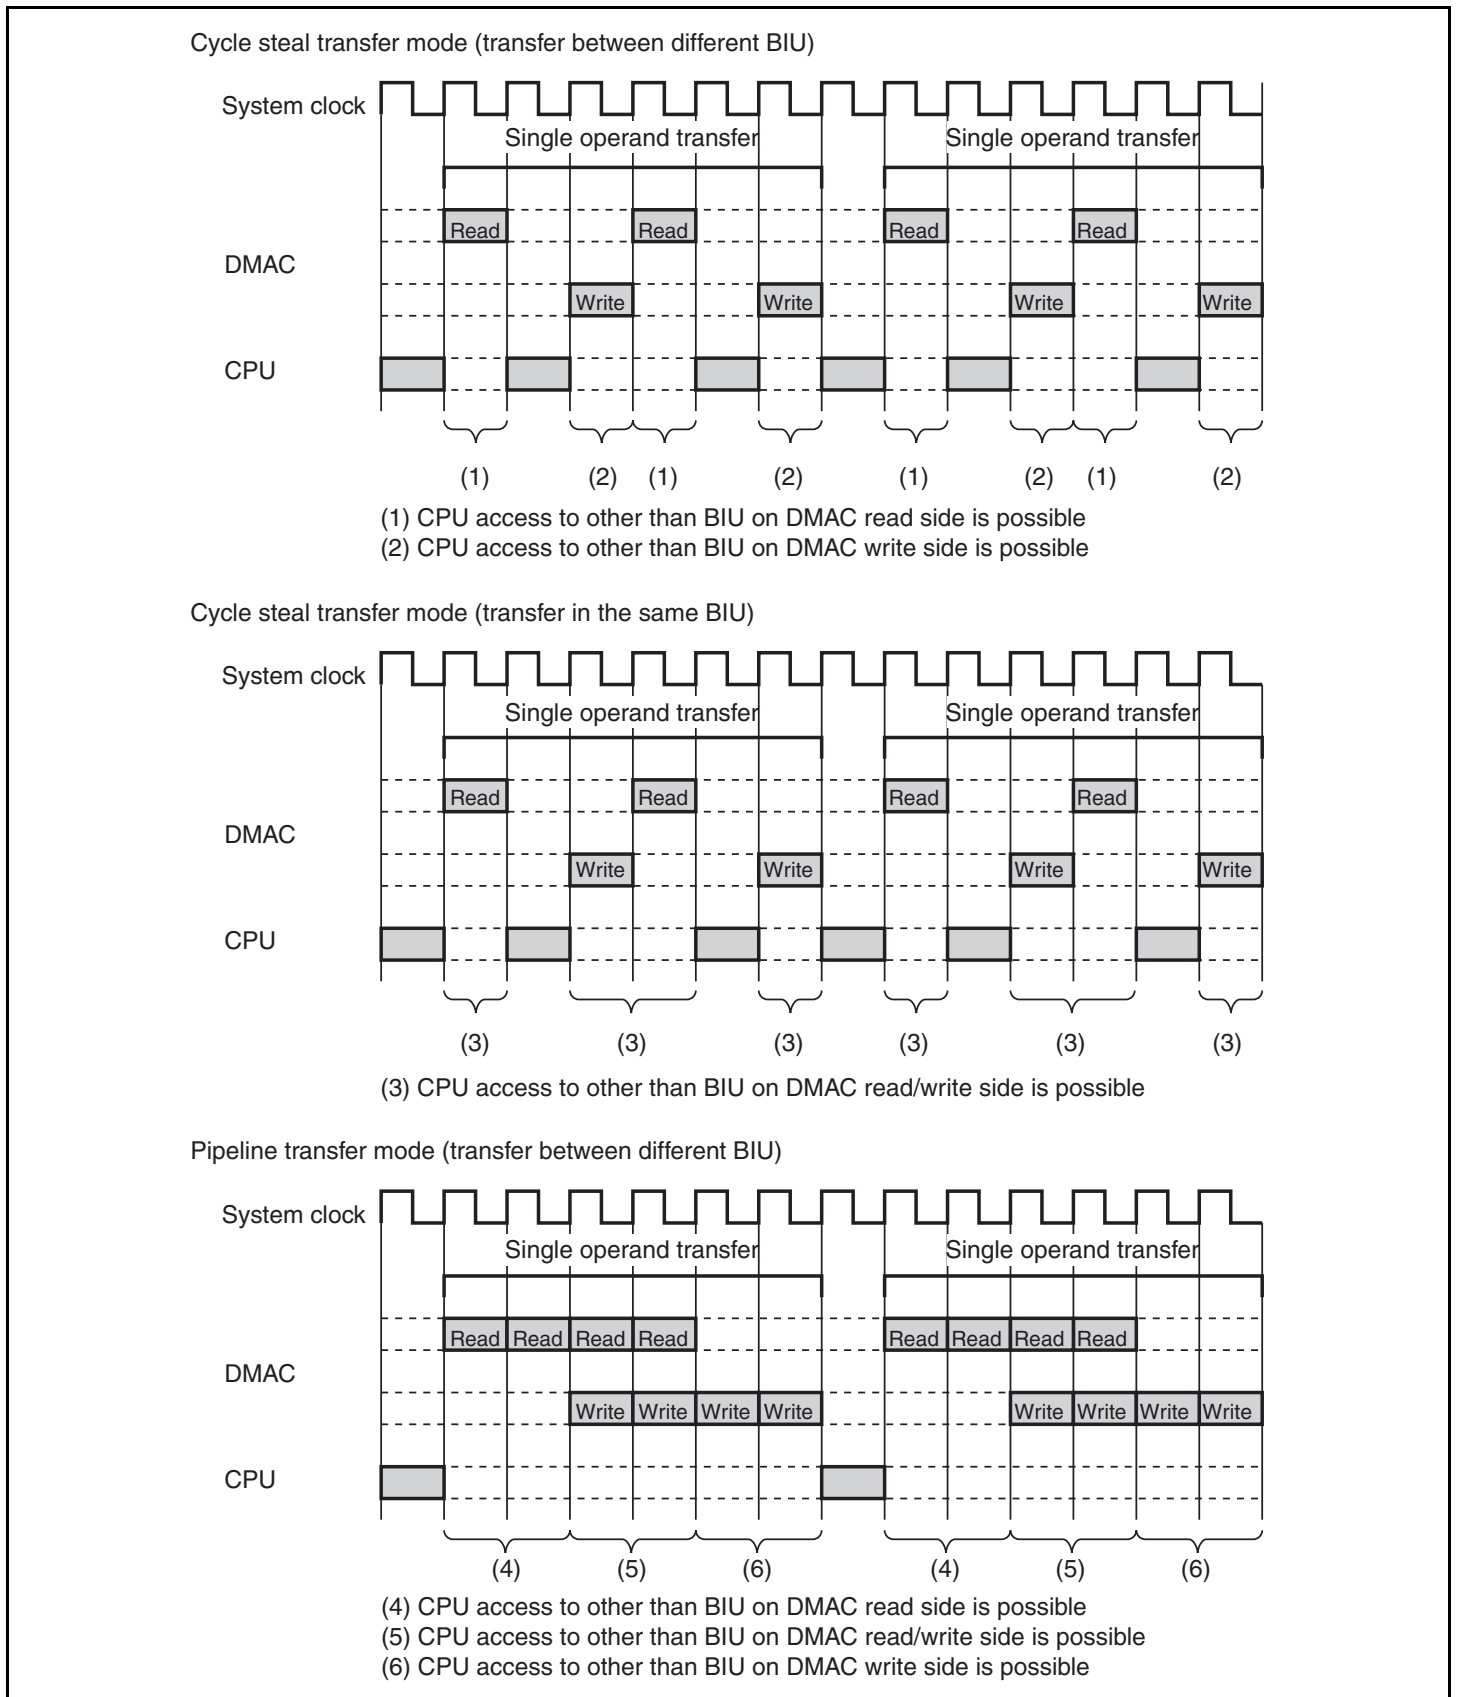 Cycle steal transfer mode (transfer between different BIU)
System clock
Single operand transfer Single operand transfer
Read Read Read Read
DMAC
Write Write Write Write
CPU
(1) (2) (1) (2) (1) (2) (1) (2)
(1) CPU access to other than BIU on DMAC read side is possible
(2) CPU access to other than BIU on DMAC write side is possible
Cycle steal transfer mode (transfer in the same BIU)
System clock
Single operand transfer Single operand transfer
Read Read Read Read
DMAC
Write Write Write Write
CPU
(3) (3) (3) (3) (3) (3)
(3) CPU access to other than BIU on DMAC read/write side is possible
Pipeline transfer mode (transfer between different BIU)
System clock
Single operand transfer Single operand transfer
Read Read Read Read Read Read Read Read
DMAC
Write Write Write Write Write Write Write Write
CPU
(4) (5) (6) (4) (5) (6)
(4) CPU access to other than BIU on DMAC read side is possible
(5) CPU access to other than BIU on DMAC read/write side is possible
(6) CPU access to other than BIU on DMAC write side is possible